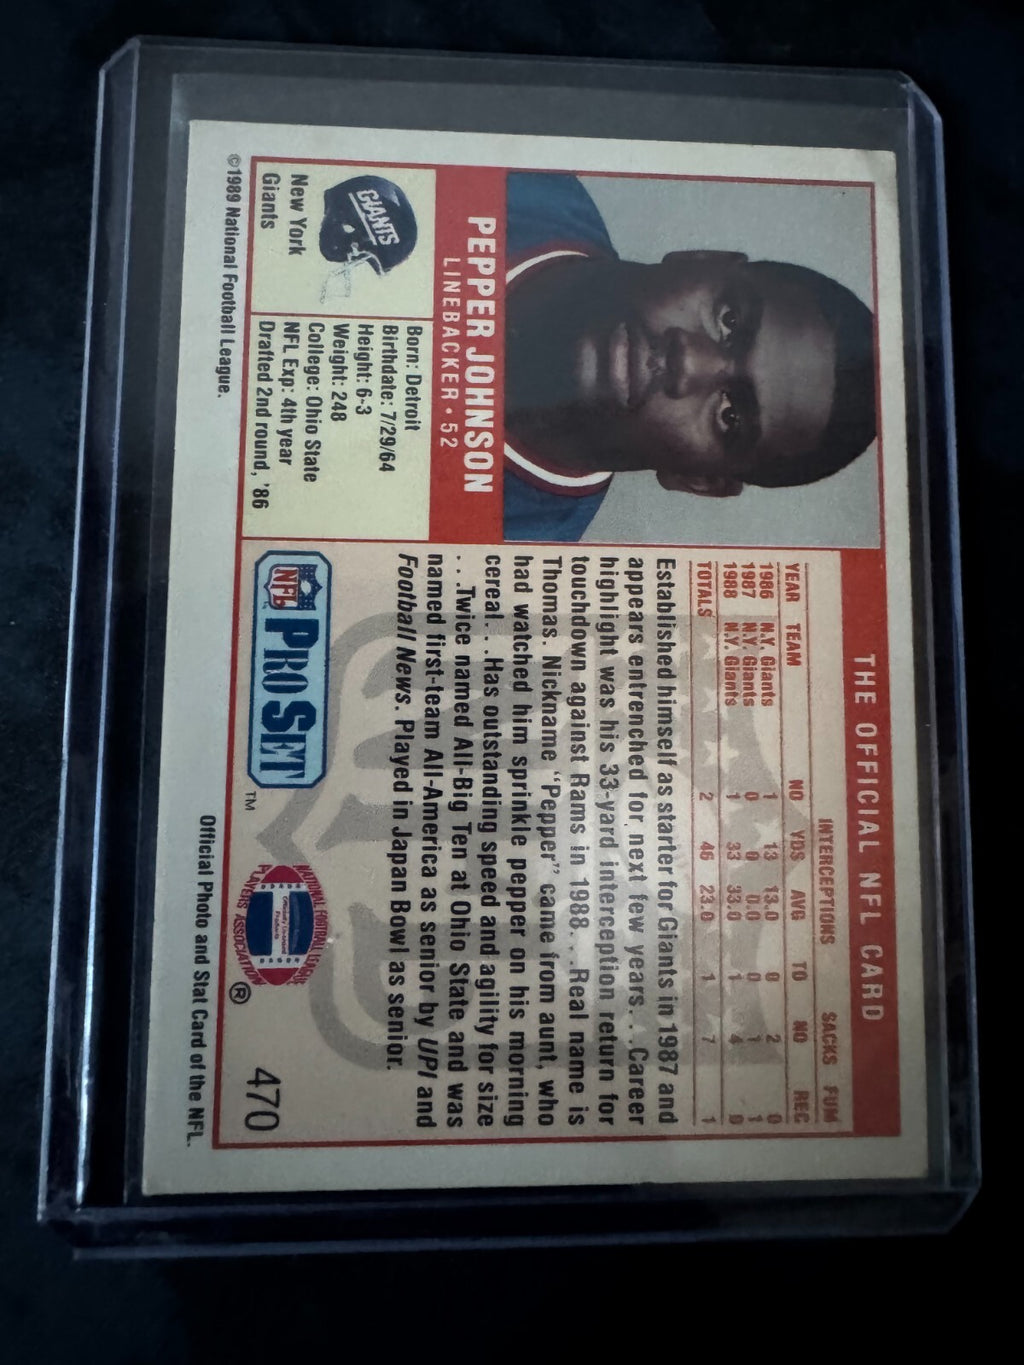 THE OFFICIAL NFL CARD
PEPPER JOHNSON
LINEBACKER • 52
GIANTS
New York
Giants
Born: Detroit
Birthdate: 7/29/64
Height: 6-3
Weight: 248
College: Ohio State
NFL Exp: 4th year
Drafted 2nd round, '86
INTERCEPTIONS SACKS FUM
YEAR TEAM NO YDS AVG TO NO REC
1986 N.Y. Giants 1 13 13.0 0 2 0
1987 N.Y. Giants 0 0 0.0 0 1 1
1988 N.Y. Giants 1 33 33.0 1 4 0
TOTALS 2 46 23.0 1 7 1
Established himself as starter for Giants in 1987 and
appears entrenched for next few years. . .Career
highlight was his 33-yard interception return for
touchdown against Rams in 1988. . .Real name is
Thomas. Nickname “Pepper” came from aunt, who
had watched him sprinkle pepper on his morning
cereal. . .Has outstanding speed and agility for size
. . .Twice named All-Big Ten at Ohio State and was
named first-team All-America as senior by UPI and
Football News. Played in Japan Bowl as senior.
NFL PRO SET ™
NATIONAL FOOTBALL LEAGUE
Officially Licensed
Product
PLAYERS ASSOCIATION
®
470
©1989 National Football League.
Official Photo and Stat Card of the NFL.